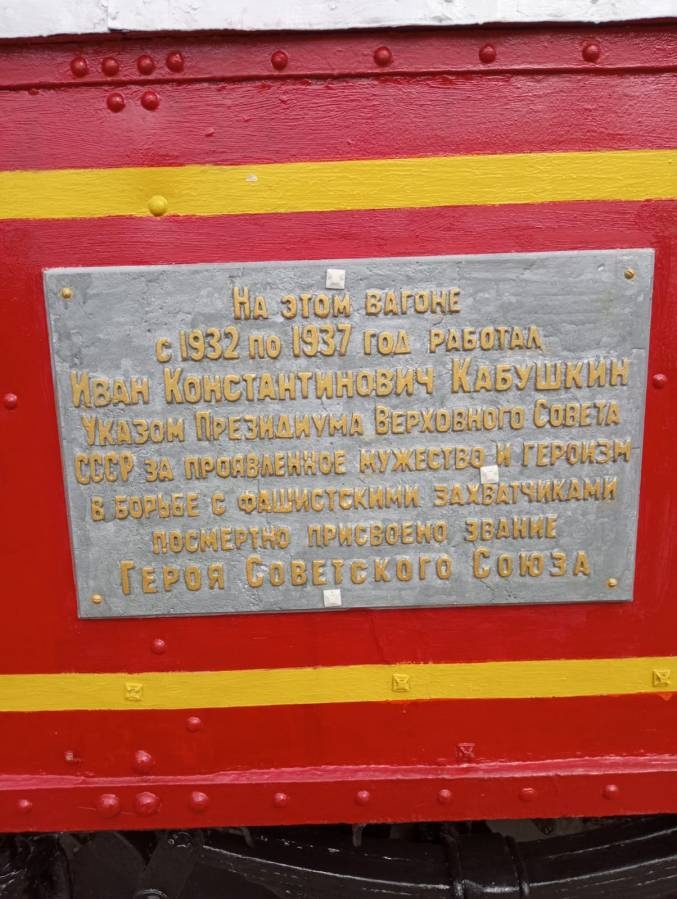 На этом вагоне
с 1932 по 1937 год работал
Иван Константинович Кабушкин
Указом Президиума Верховного Совета
СССР за проявленное мужество и героизм
в борьбе с фашистскими захватчиками
посмертно присвоено звание
Героя Советского Союза